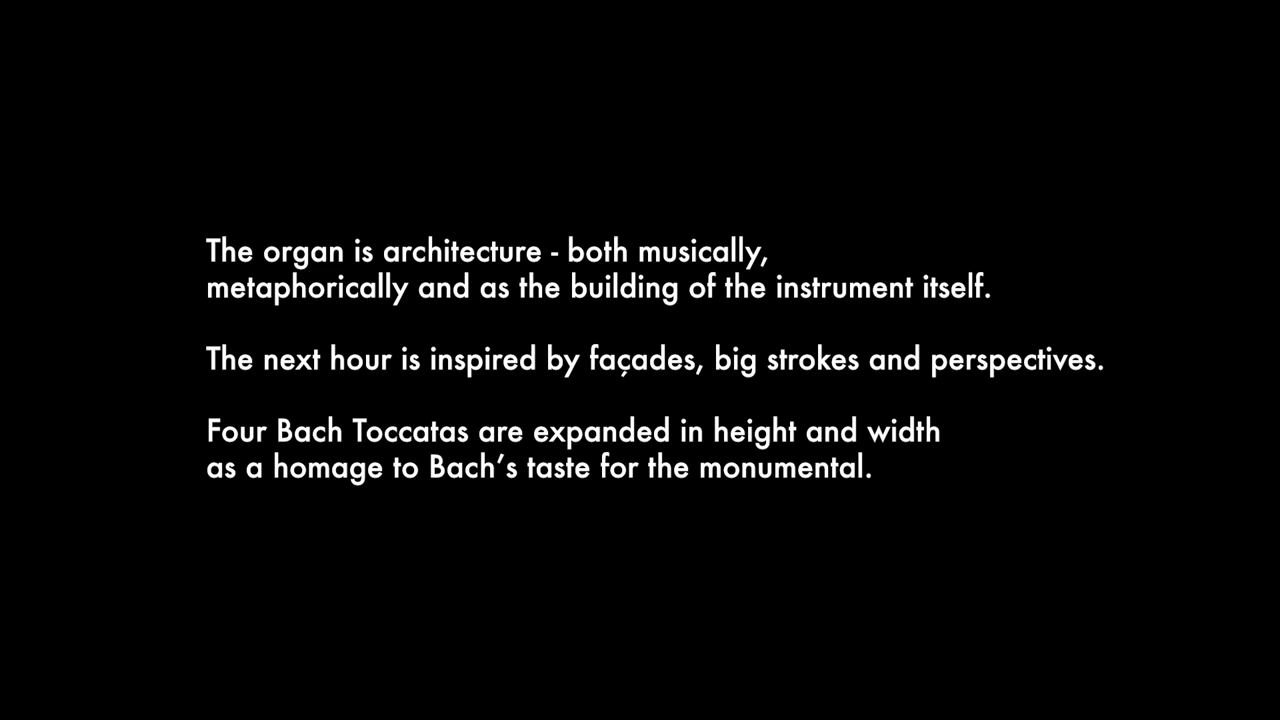 The organ is architecture - both musically,
metaphorically and as the building of the instrument itself.
The next hour is inspired by façades, big strokes and perspectives.
Four Bach Toccatas are expanded in height and width
as a homage to Bach’s taste for the monumental.